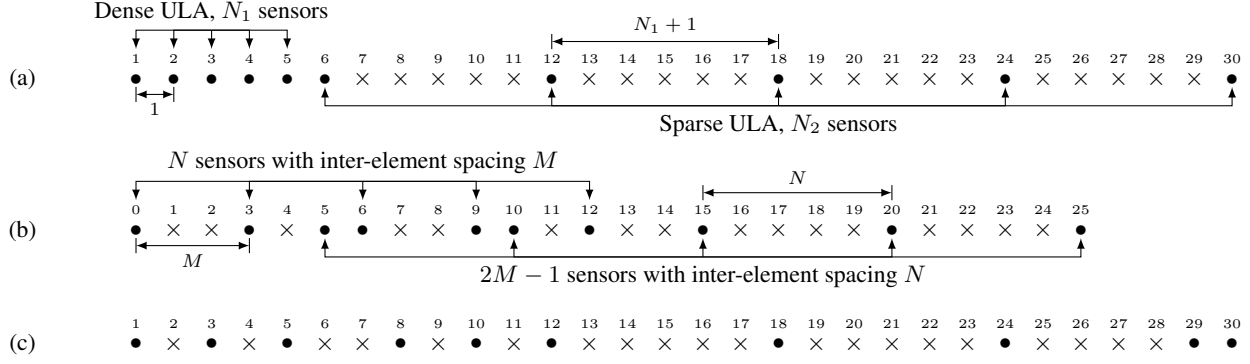 Dense ULA, N₁ sensors
N₁ + 1
1 2 3 4 5 6 7 8 9 10 11 12 13 14 15 16 17 18 19 20 21 22 23 24 25 26 27 28 29 30
(a)
1
Sparse ULA, N₂ sensors
N sensors with inter-element spacing M
N
0 1 2 3 4 5 6 7 8 9 10 11 12 13 14 15 16 17 18 19 20 21 22 23 24 25
(b)
M
2M − 1 sensors with inter-element spacing N
1 2 3 4 5 6 7 8 9 10 11 12 13 14 15 16 17 18 19 20 21 22 23 24 25 26 27 28 29 30
(c)